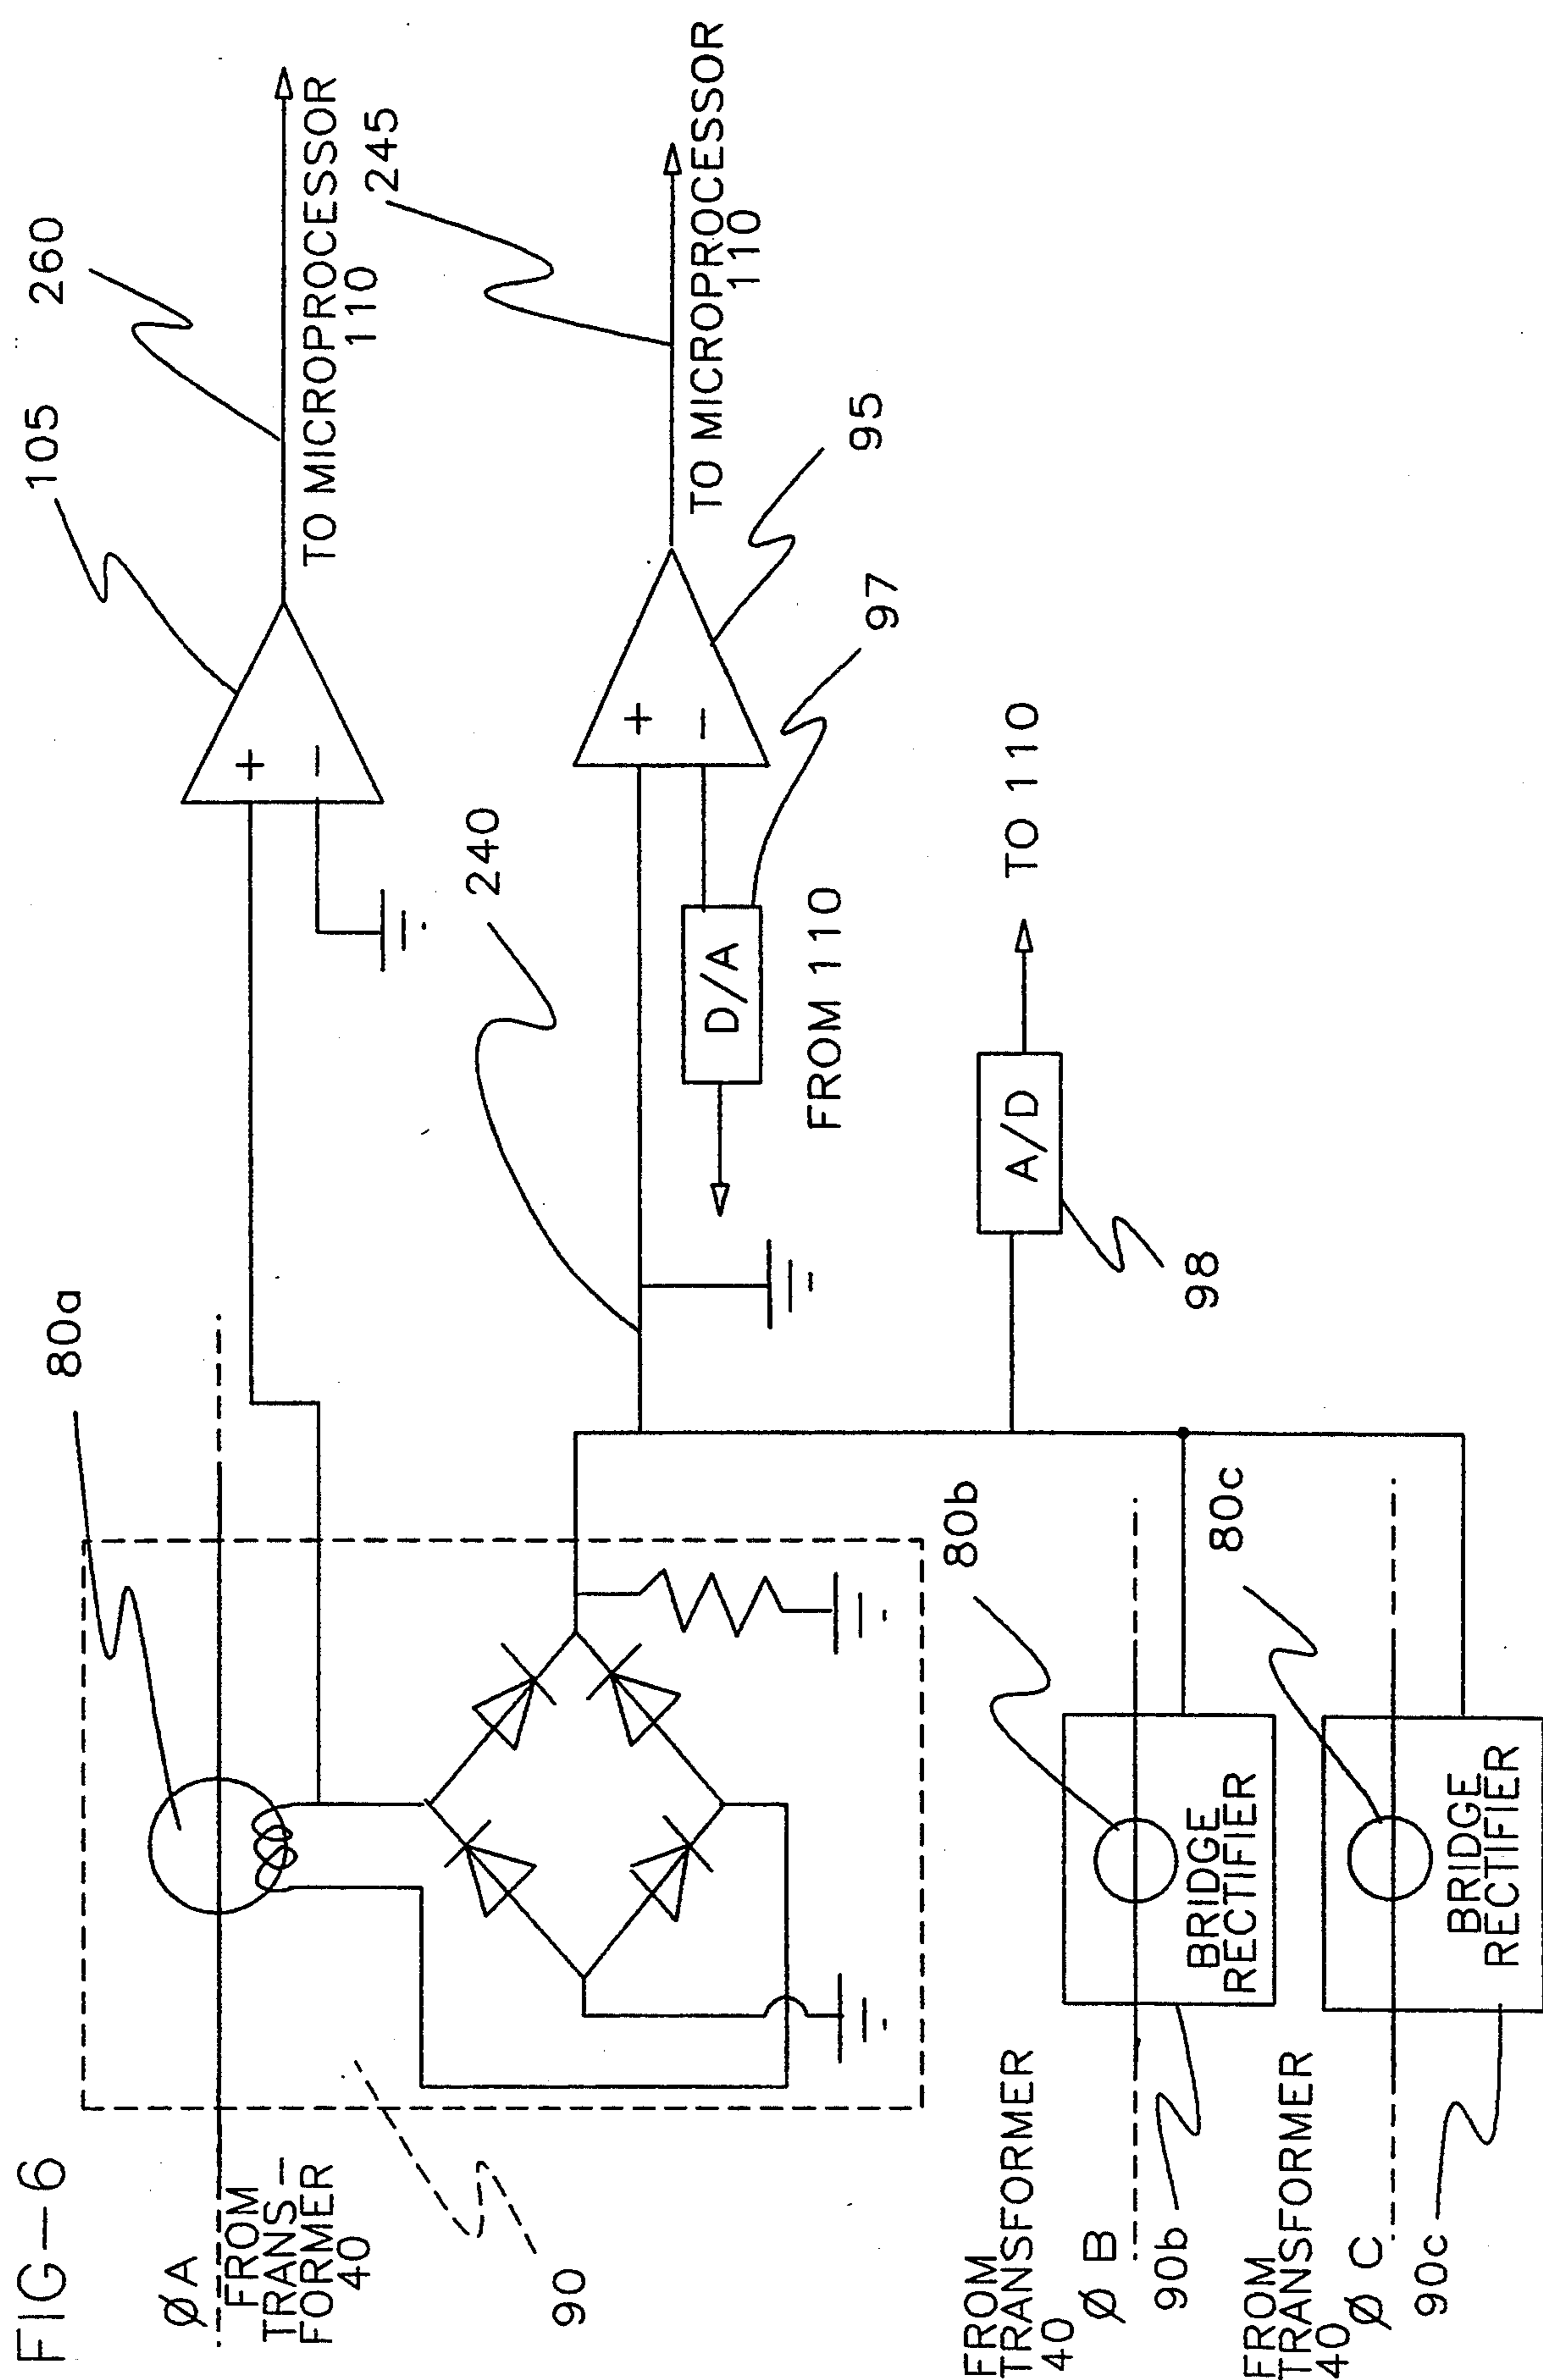 FIG-6
ØA
FROM
TRANS-
FORMER
40
90
80a
105
260
TO MICROPROCESSOR
110
+
−
240
245
TO MICROPROCESSOR
110
+
−
95
97
D/A
FROM 110
A/D
TO 110
98
FROM
TRANSFORMER
40
Ø B
90b
80b
BRIDGE
RECTIFIER
FROM
TRANSFORMER
40
Ø C
90c
80c
BRIDGE
RECTIFIER